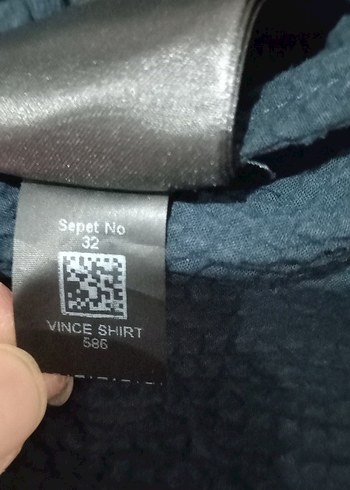 Sepet No
32
VINCE SHIRT
586